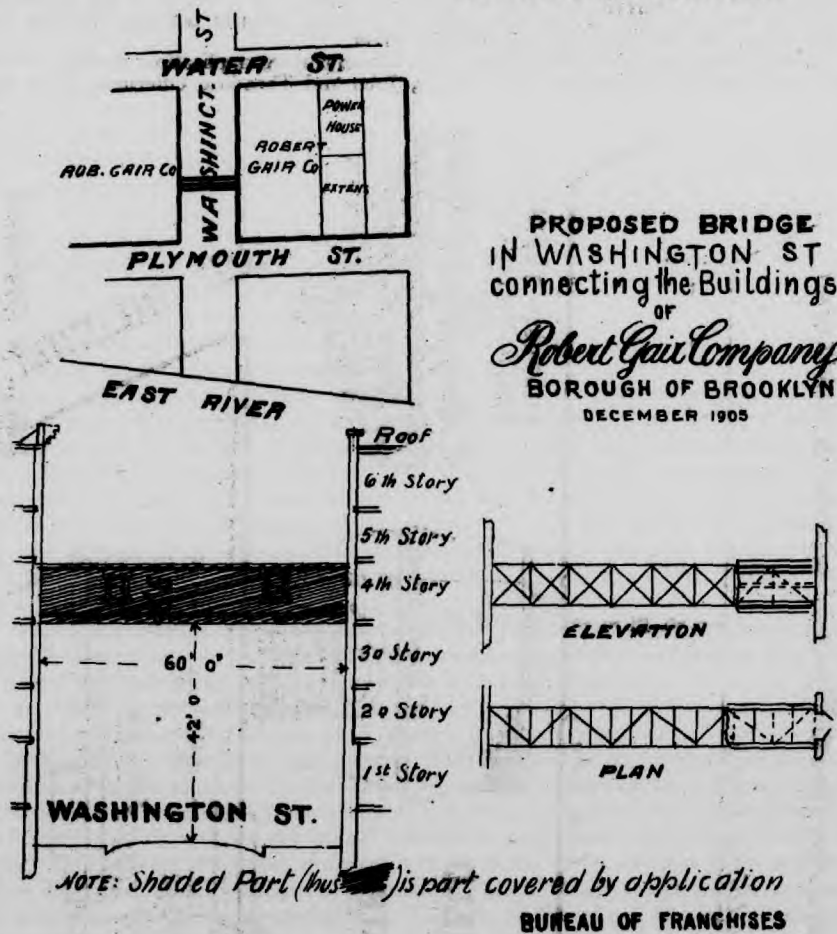 WASHINCT. ST
WATER ST.
ROB. GAIR Co
ROBERT
GAIR Co
POWER
HOUSE
EXTENS
PLYMOUTH ST.
EAST RIVER
PROPOSED BRIDGE
IN WASHINGTON ST
connecting the Buildings
OF
Robert Gair Company
BOROUGH OF BROOKLYN
DECEMBER 1905
Roof
6th Story
5th Story
4th Story
3d Story
2d Story
1st Story
60' 0"
42' 0
WASHINGTON ST.
ELEVATION
PLAN
NOTE: Shaded Part (thus ) is part covered by application
BUREAU OF FRANCHISES